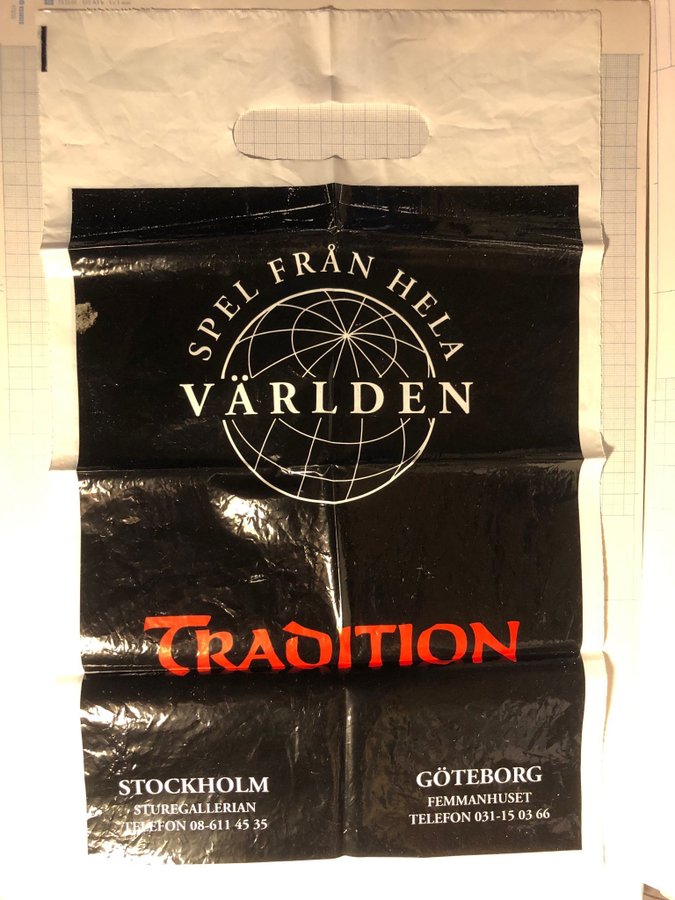 SPEL FRÅN HELA
VÄRLDEN
TRADITION
STOCKHOLM
STUREGALLERIAN
TELEFON 08-611 45 35
GÖTEBORG
FEMMANHUSET
TELEFON 031-15 03 66